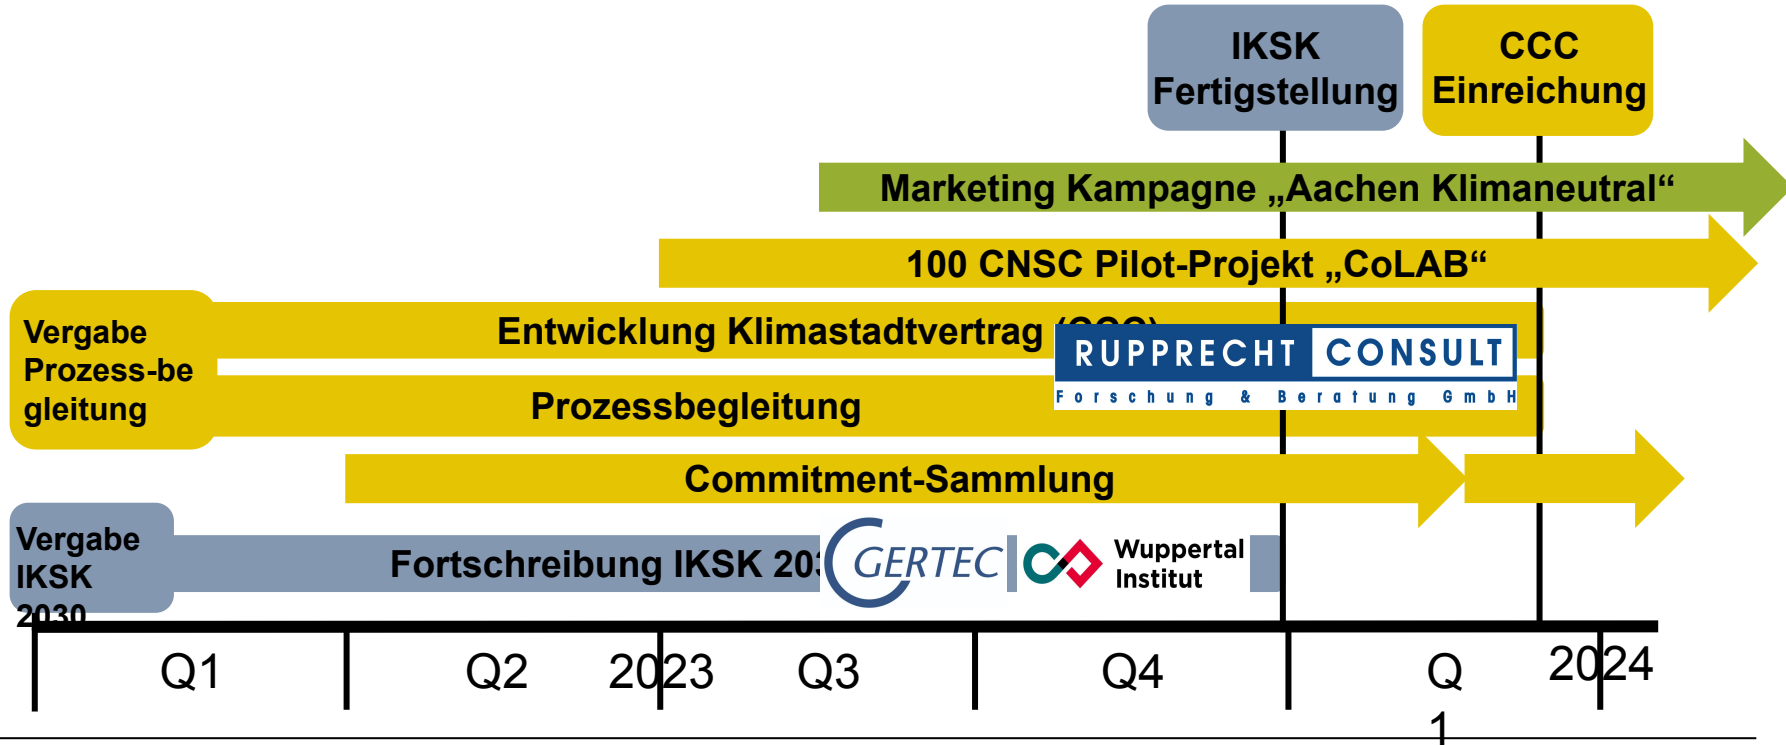 IKSK
Fertigstellung
CCC
Einreichung
Marketing Kampagne „Aachen Klimaneutral“
100 CNSC Pilot-Projekt „CoLAB“
Vergabe
Prozess-be
gleitung
Entwicklung Klimastadtvertrag (CCC)
RUPPRECHT CONSULT
Forschung & Beratung GmbH
Prozessbegleitung
Commitment-Sammlung
Vergabe
IKSK
2030
Fortschreibung IKSK
GERTEC
Wuppertal
Institut
Q1
Q2
2023
Q3
Q4
Q
1
2024